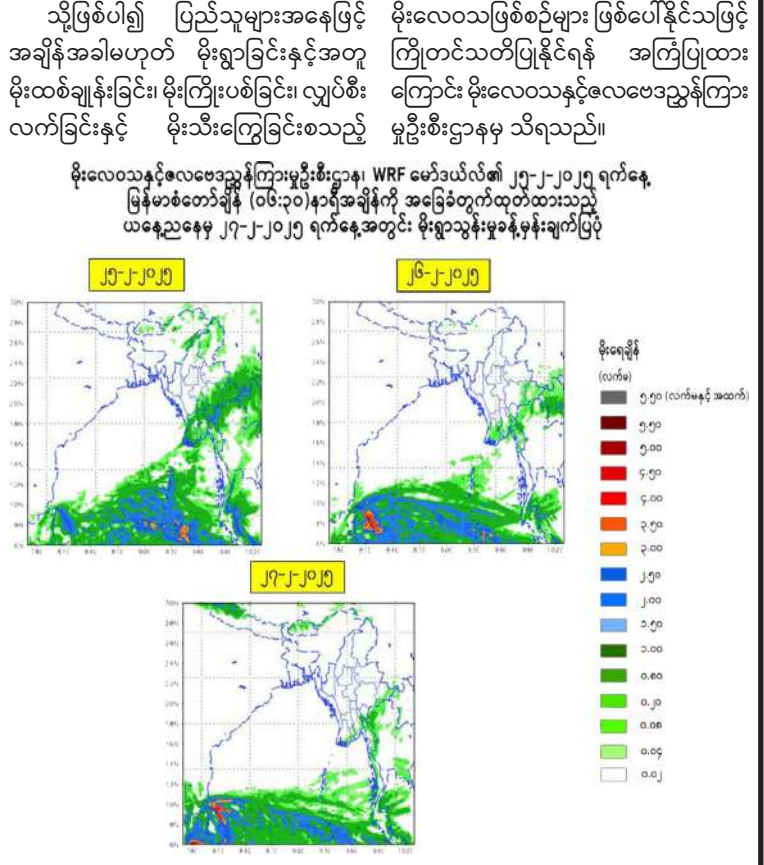 သို့ဖြစ်ပါ၍ ပြည်သူများအနေဖြင့်
အချိန်အခါမဟုတ် မိုးရွာခြင်းနှင့်အတူ
မိုးထစ်ချုန်းခြင်း၊ မိုးကြိုးပစ်ခြင်း၊ လျှပ်စီး
လက်ခြင်းနှင့် မိုးသီးကြွေခြင်းစသည့်
မိုးလေဝသဖြစ်စဉ်များ ဖြစ်ပေါ်နိုင်သဖြင့်
ကြိုတင်သတိပြုနိုင်ရန် အကြံပြုထား
ကြောင်း မိုးလေဝသနှင့်ဇလဗေဒညွှန်ကြား
မှုဦးစီးဌာနမှ သိရသည်။
မိုးလေဝသနှင့်ဇလဗေဒညွှန်ကြားမှုဦးစီးဌာန၊ WRF မော်ဒယ်လ်၏ ၂၅-၂-၂၀၂၅ ရက်နေ့
မြန်မာစံတော်ချိန် (၀၆:၃၀)နာရီအချိန်ကို အခြေခံတွက်ထုတ်ထားသည့်
ယနေ့ညနေမှ ၂၇-၂-၂၀၂၅ ရက်နေ့အတွင်း မိုးရွာသွန်းမှုခန့်မှန်းချက်ပြပုံ
၂၅-၂-၂၀၂၅
၂၆-၂-၂၀၂၅
၂၇-၂-၂၀၂၅
မိုးရေချိန်
(လက်မ)
၅.၅၀ (လက်မနှင့် အထက်)
၅.၅၀
၅.၀၀
၄.၅၀
၄.၀၀
၃.၅၀
၃.၀၀
၂.၅၀
၂.၀၀
၁.၅၀
၁.၀၀
၀.၈၀
၀.၂၀
၀.၀၈
၀.၀၄
၀.၀၂